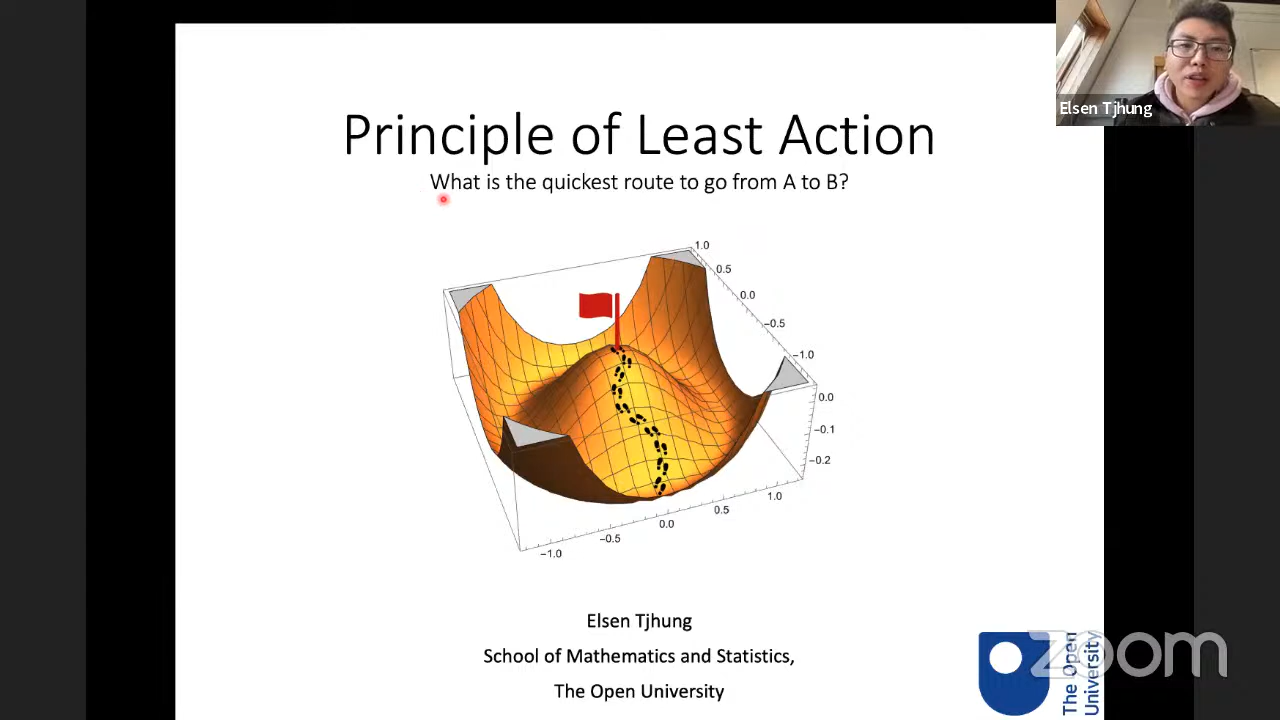 Elsen Tjhung
Principle of Least Action
What is the quickest route to go from A to B?
1.0
0.5
0.0
−0.5
−1.0
0.0
−0.1
−0.2
1.0
0.5
0.0
−0.5
−1.0
Elsen Tjhung
School of Mathematics and Statistics,
The Open University
The Open
University
zoom